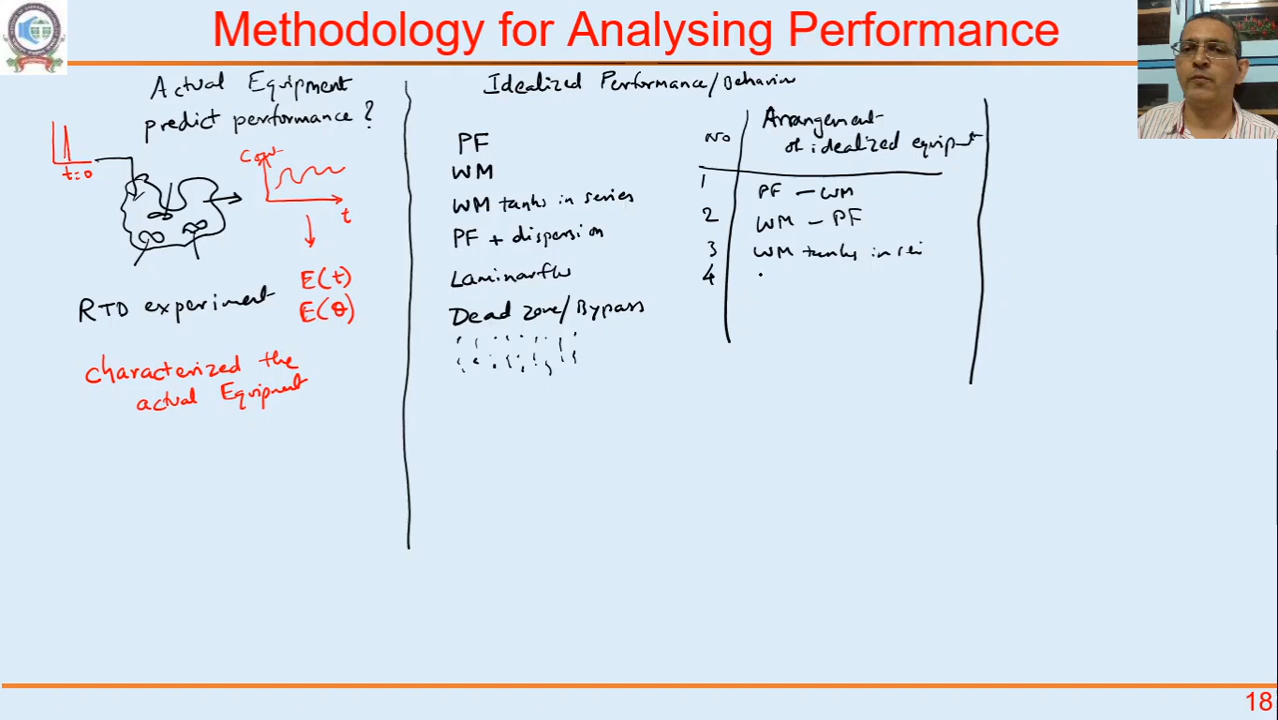 Methodology for Analysing Performance
Actual Equipment
predict performance?
t=0
Cout
t
E(t)
E(θ)
RTD experiment
characterized the
actual Equipment
Idealized Performance/Behavior
PF
WM
WM tanks in series
PF + dispersion
Laminar flow
Dead zone/Bypass
No
Arrangement
of idealized equipt
1 PF - WM
2 WM - PF
3 WM tanks in
4
18